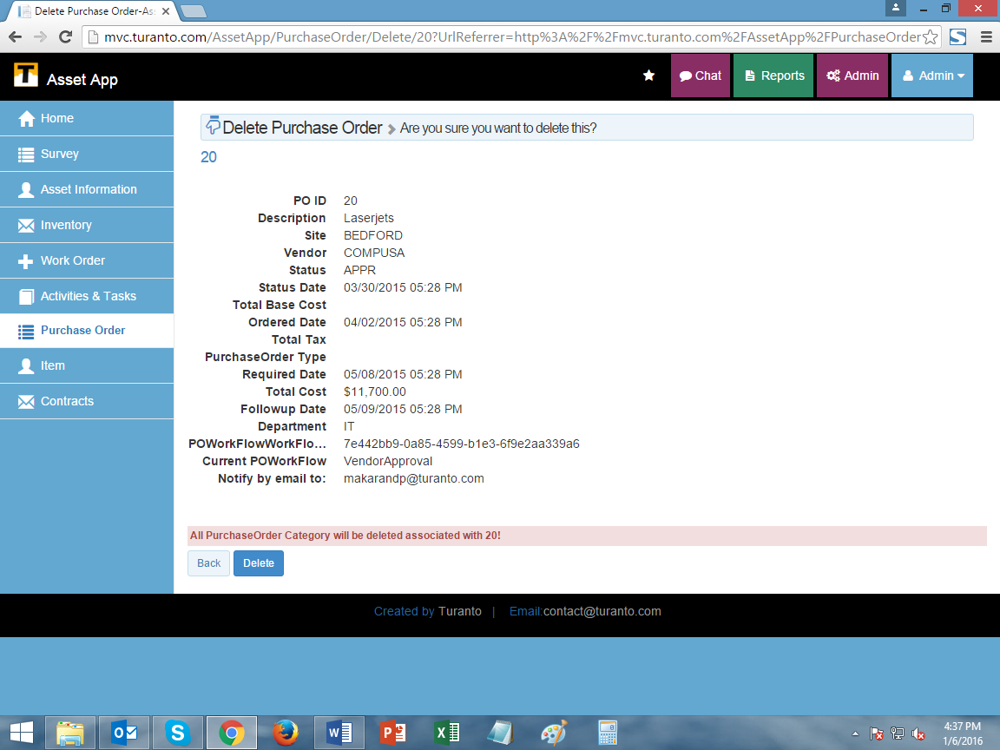 Delete Purchase Order-As
mvc.turanto.com/AssetApp/PurchaseOrder/Delete/20?UrlReferrer=http%3A%2F%2Fmvc.turanto.com%2FAssetApp%2FPurchaseOrder
T Asset App
Chat
Reports
Admin
Admin
Home
Survey
Asset Information
Inventory
Work Order
Activities & Tasks
Purchase Order
Item
Contracts
Delete Purchase Order > Are you sure you want to delete this?
20
PO ID 20
Description Laserjets
Site BEDFORD
Vendor COMPUSA
Status APPR
Status Date 03/30/2015 05:28 PM
Total Base Cost
Ordered Date 04/02/2015 05:28 PM
Total Tax
PurchaseOrder Type
Required Date 05/08/2015 05:28 PM
Total Cost $11,700.00
Followup Date 05/09/2015 05:28 PM
Department IT
POWorkFlowWorkFlo... 7e442bb9-0a85-4599-b1e3-6f9e2aa339a6
Current POWorkFlow VendorApproval
Notify by email to: makarandp@turanto.com
All PurchaseOrder Category will be deleted associated with 20!
Back Delete
Created by Turanto | Email:contact@turanto.com
4:37 PM
1/6/2016